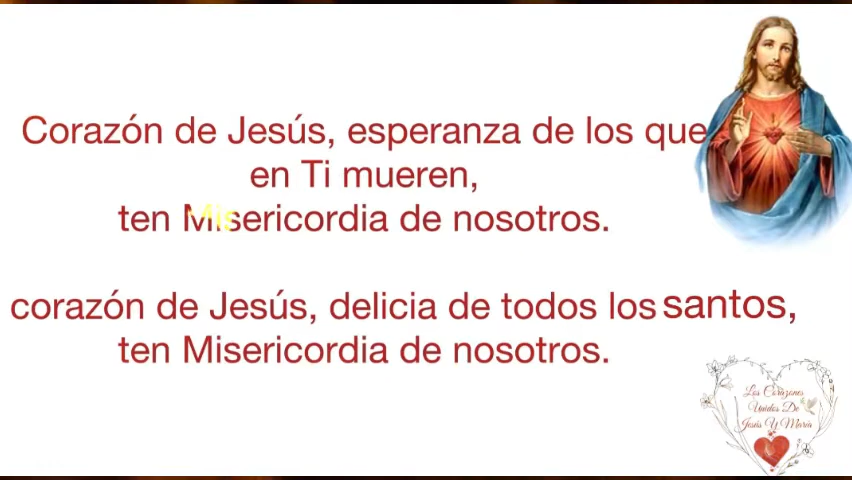 Corazón de Jesús, esperanza de los que
en Ti mueren,
ten Misericordia de nosotros.
corazón de Jesús, delicia de todos los santos,
ten Misericordia de nosotros.
Los Corazones
Unidos De
Jesús Y María